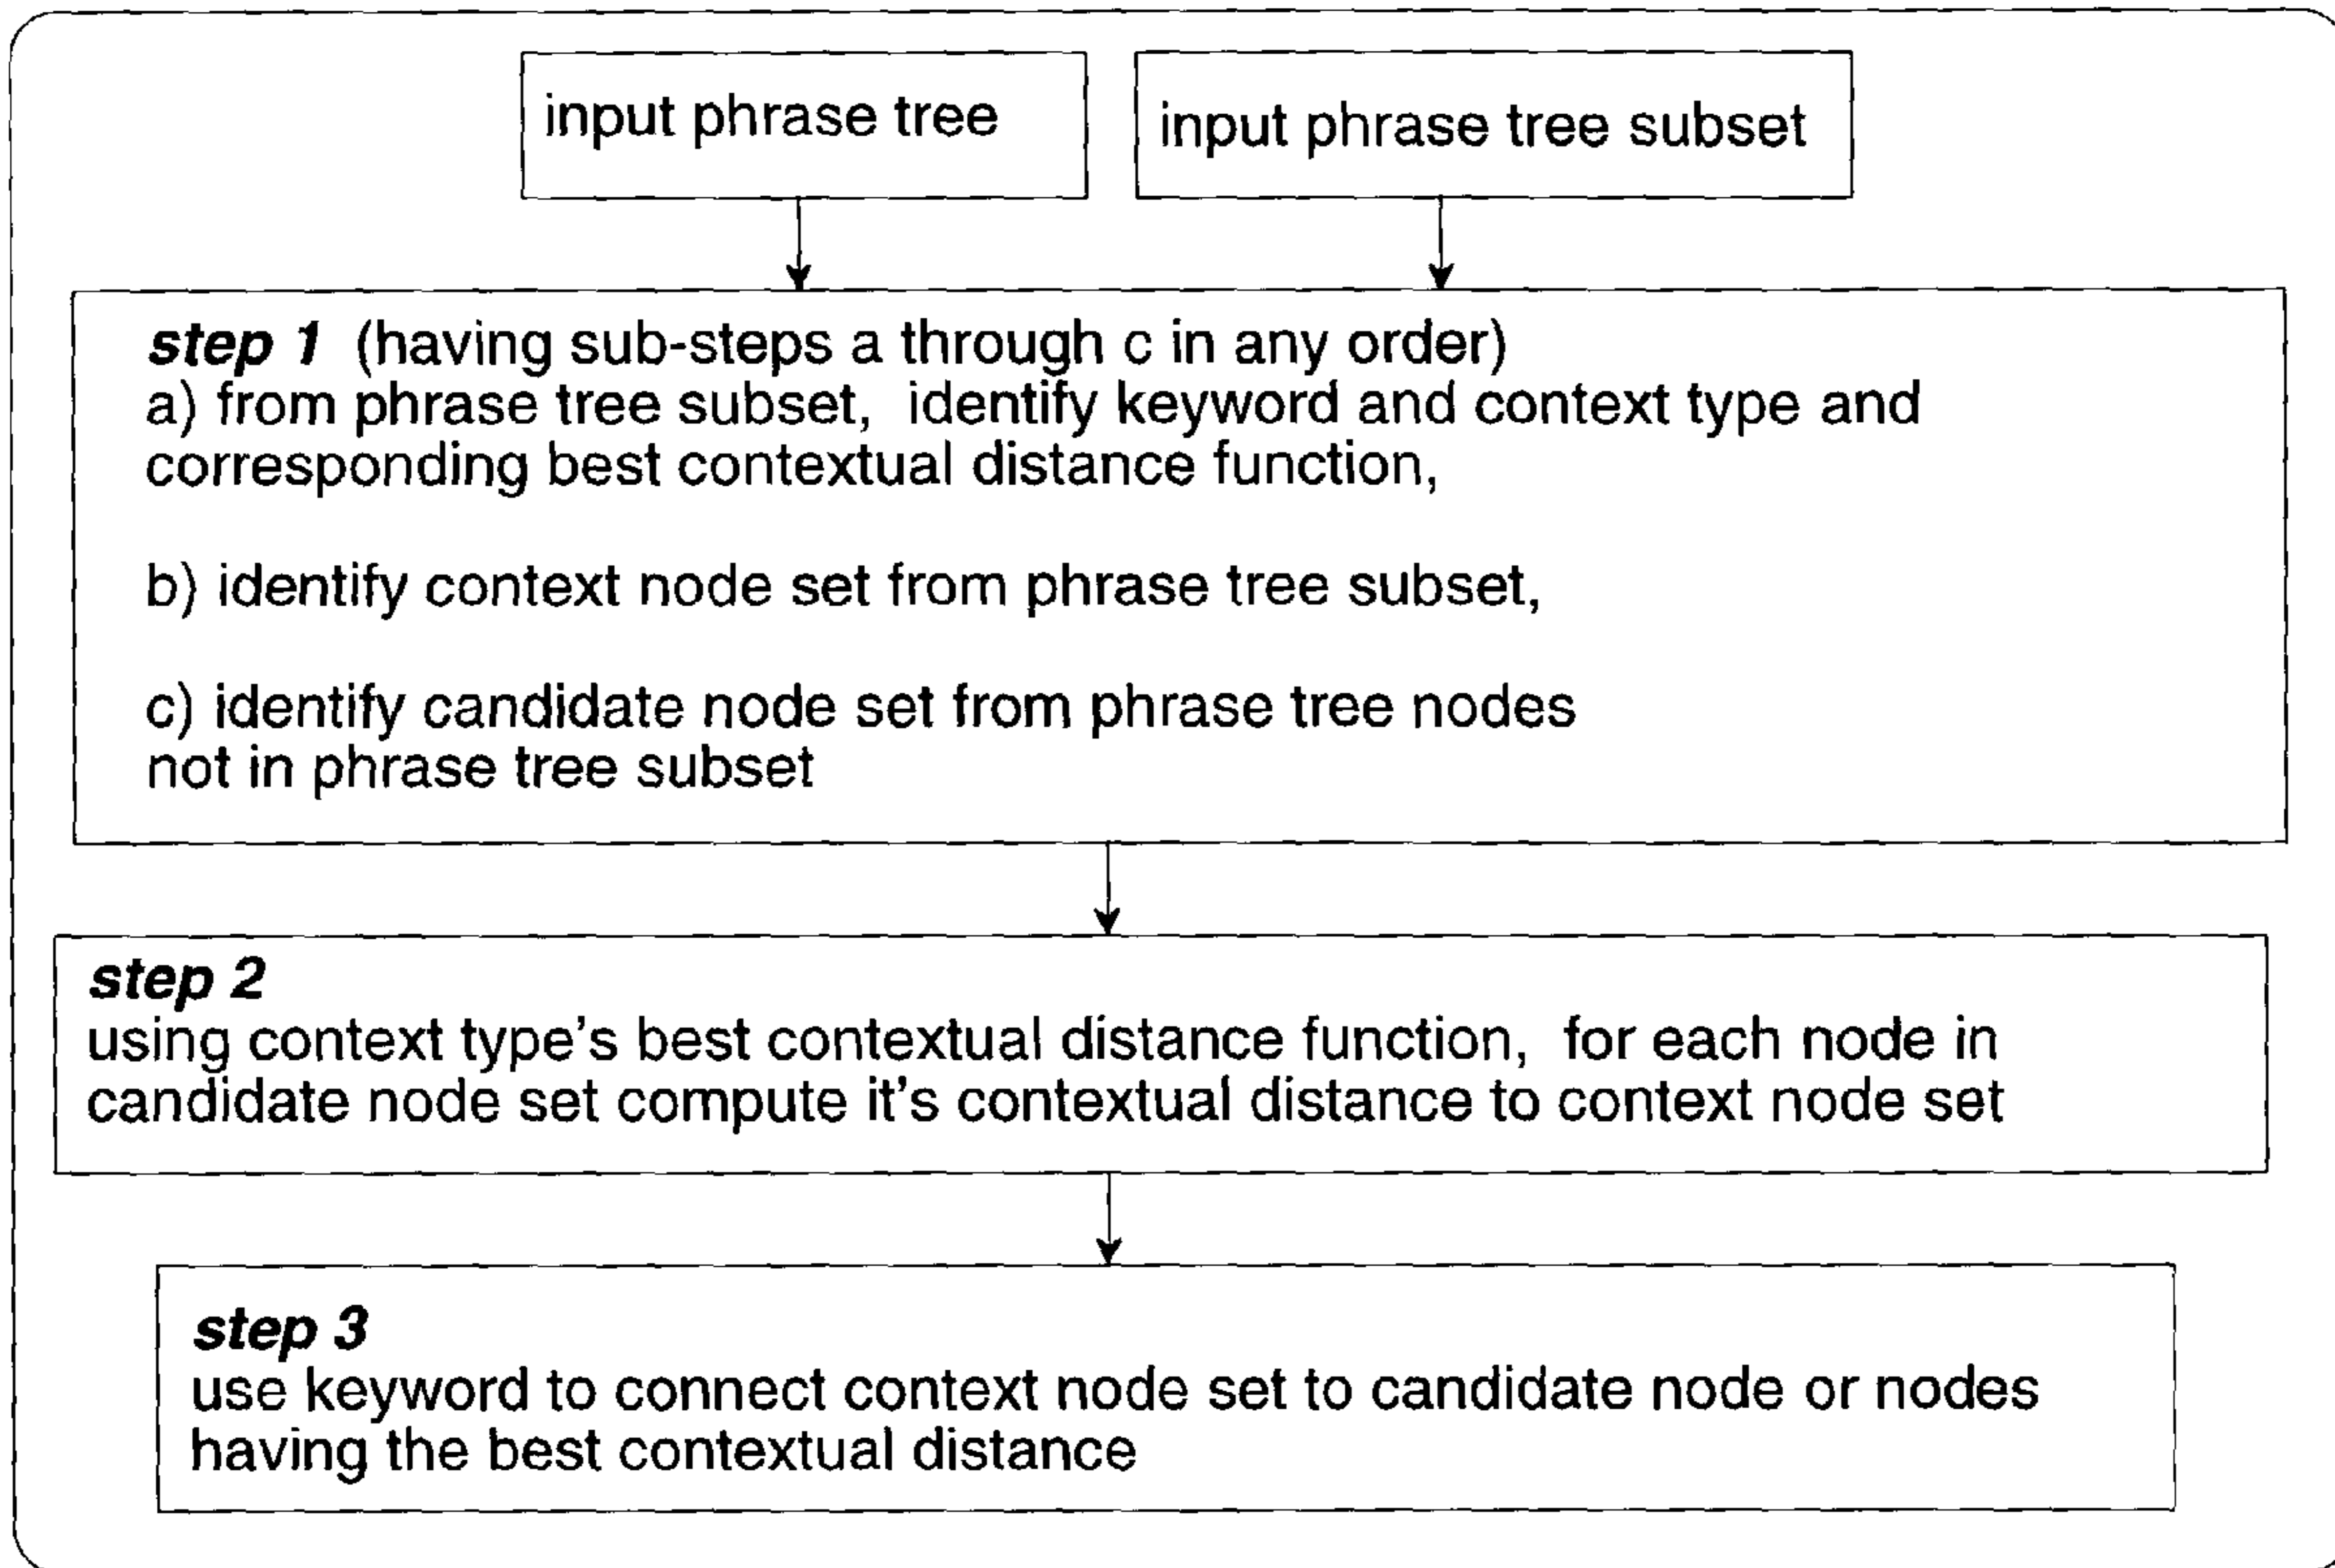 input phrase tree
input phrase tree subset
step 1 (having sub-steps a through c in any order)
a) from phrase tree subset, identify keyword and context type and
corresponding best contextual distance function,
b) identify context node set from phrase tree subset,
c) identify candidate node set from phrase tree nodes
not in phrase tree subset
step 2
using context type's best contextual distance function, for each node in
candidate node set compute it's contextual distance to context node set
step 3
use keyword to connect context node set to candidate node or nodes
having the best contextual distance